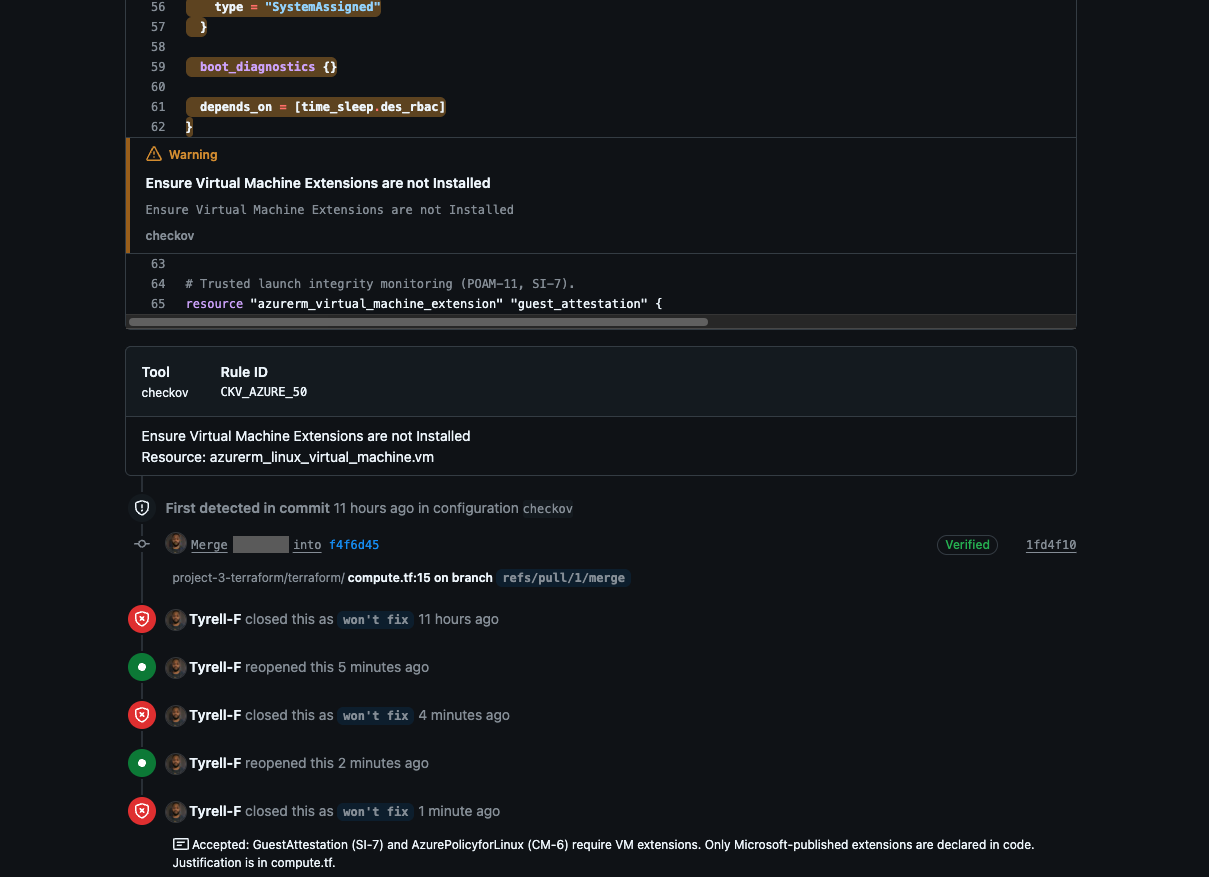 56 type = "SystemAssigned"
57 }
58
59 boot_diagnostics {}
60
61 depends_on = [time_sleep.des_rbac]
62 }
Warning
Ensure Virtual Machine Extensions are not Installed
Ensure Virtual Machine Extensions are not Installed
checkov
63
64 # Trusted launch integrity monitoring (POAM-11, SI-7).
65 resource "azurerm_virtual_machine_extension" "guest_attestation" {
Tool Rule ID
checkov CKV_AZURE_50
Ensure Virtual Machine Extensions are not Installed
Resource: azurerm_linux_virtual_machine.vm
First detected in commit 11 hours ago in configuration checkov
Merge into f4f6d45 Verified 1fd4f10
project-3-terraform/terraform/compute.tf:15 on branch refs/pull/1/merge
Tyrell-F closed this as won't fix 11 hours ago
Tyrell-F reopened this 5 minutes ago
Tyrell-F closed this as won't fix 4 minutes ago
Tyrell-F reopened this 2 minutes ago
Tyrell-F closed this as won't fix 1 minute ago
Accepted: GuestAttestation (SI-7) and AzurePolicyforLinux (CM-6) require VM extensions. Only Microsoft-published extensions are declared in code.
Justification is in compute.tf.